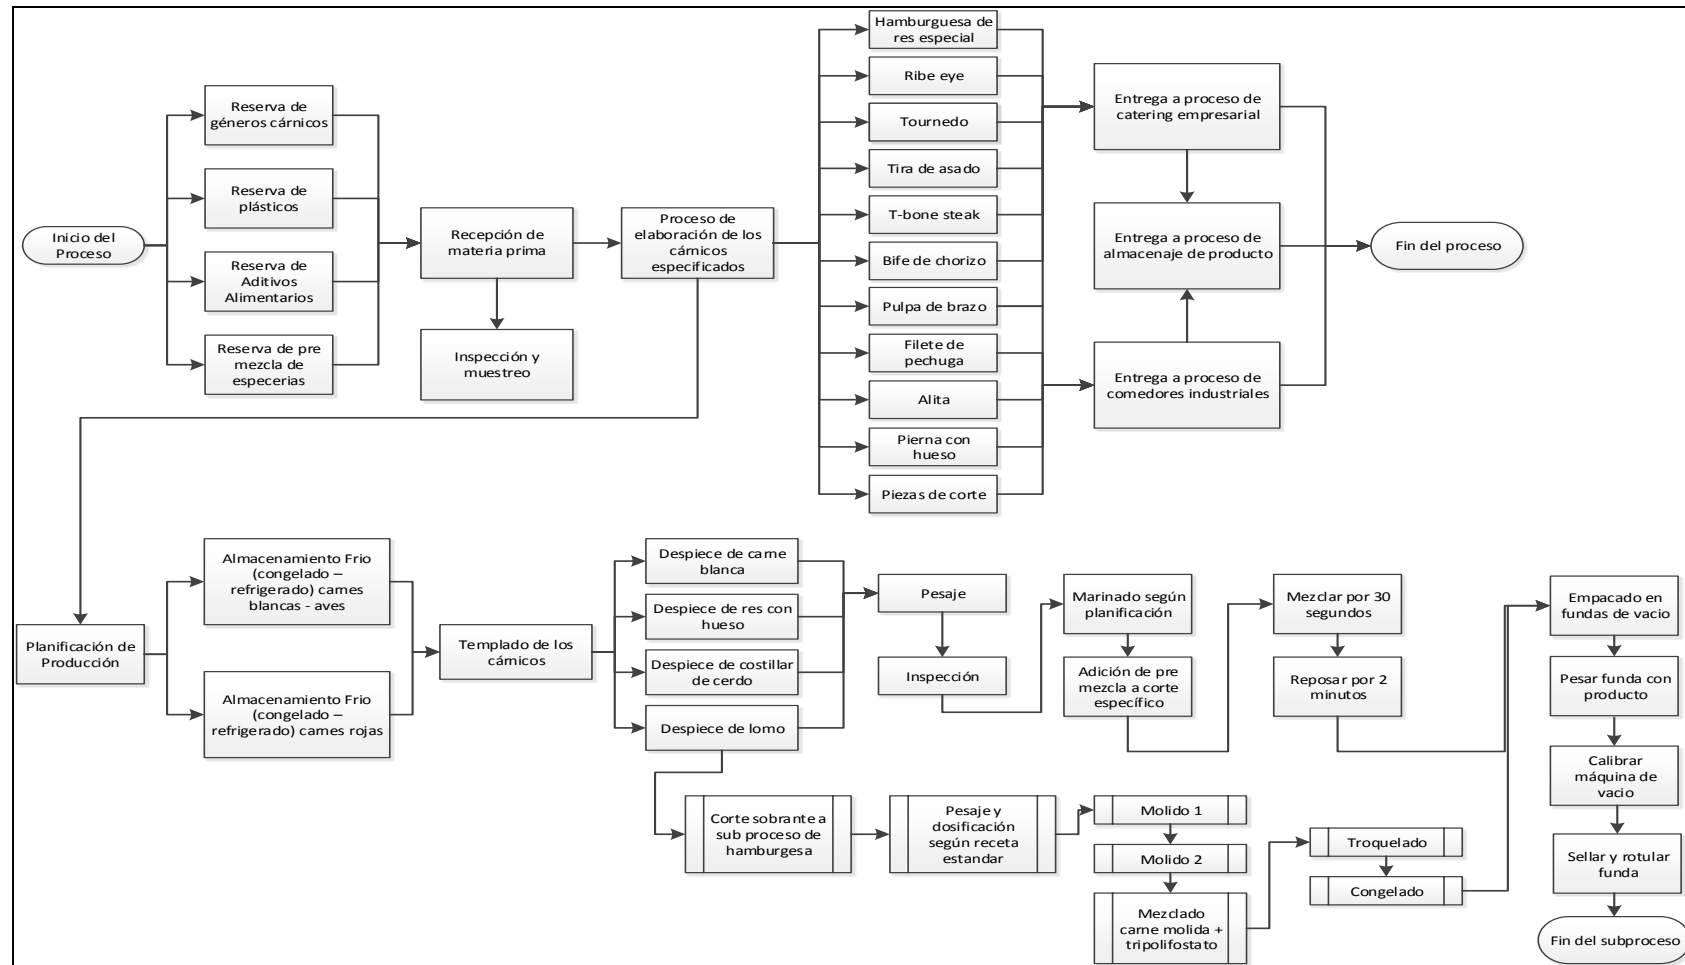 Inicio del
Proceso
Reserva de
géneros cárnicos
Reserva de
plásticos
Reserva de
Aditivos
Alimentarios
Reserva de pre
mezcla de
especerias
Recepción de
materia prima
Inspección y
muestreo
Proceso de
elaboración de los
cárnicos
especificados
Hamburguesa de
res especial
Ribe eye
Tournedo
Tira de asado
T-bone steak
Bife de chorizo
Pulpa de brazo
Filete de
pechuga
Alita
Pierna con
hueso
Piezas de corte
Entrega a proceso de
catering empresarial
Entrega a proceso de
almacenaje de producto
Entrega a proceso de
comedores industriales
Fin del proceso
Planificación de
Producción
Almacenamiento Frio
(congelado –
refrigerado) carnes
blancas - aves
Almacenamiento Frio
(congelado –
refrigerado) carnes rojas
Templado de los
cárnicos
Despiece de carne
blanca
Despiece de res con
hueso
Despiece de costillar
de cerdo
Despiece de lomo
Pesaje
Inspección
Marinado según
planificación
Adición de pre
mezcla a corte
específico
Mezclar por 30
segundos
Reposar por 2
minutos
Empacado en
fundas de vacio
Pesar funda con
producto
Calibrar
máquina de
vacio
Sellar y rotular
funda
Fin del subproceso
Corte sobrante a
sub proceso de
hamburgesa
Pesaje y
dosificación
según receta
estandar
Molido 1
Molido 2
Mezclado
carne molida +
tripolifostato
Troquelado
Congelado